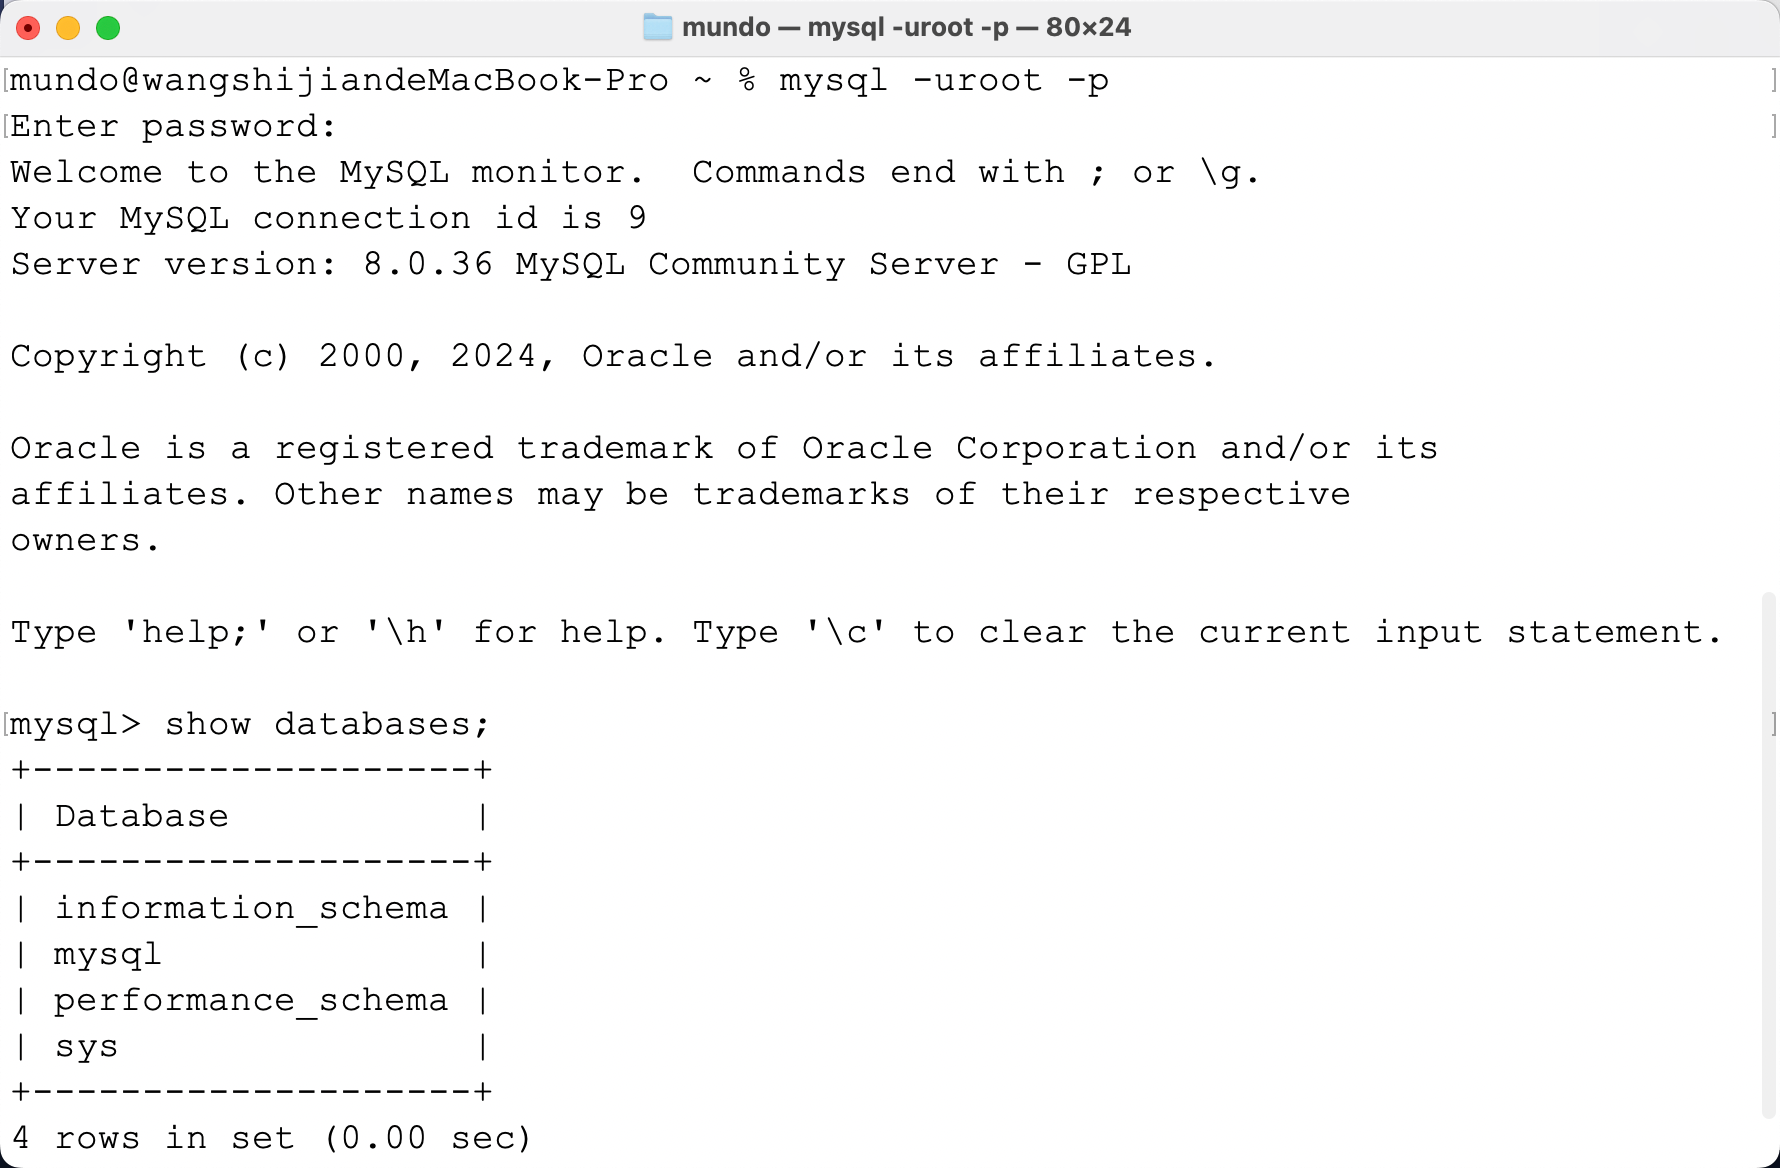 mundo — mysql -uroot -p — 80×24
mundo@wangshijiandeMacBook-Pro ~ % mysql -uroot -p
Enter password:
Welcome to the MySQL monitor.  Commands end with ; or \g.
Your MySQL connection id is 9
Server version: 8.0.36 MySQL Community Server - GPL
Copyright (c) 2000, 2024, Oracle and/or its affiliates.
Oracle is a registered trademark of Oracle Corporation and/or its
affiliates. Other names may be trademarks of their respective
owners.
Type 'help;' or '\h' for help. Type '\c' to clear the current input statement.
mysql> show databases;
+--------------------+
| Database           |
+--------------------+
| information_schema |
| mysql              |
| performance_schema |
| sys                |
+--------------------+
4 rows in set (0.00 sec)